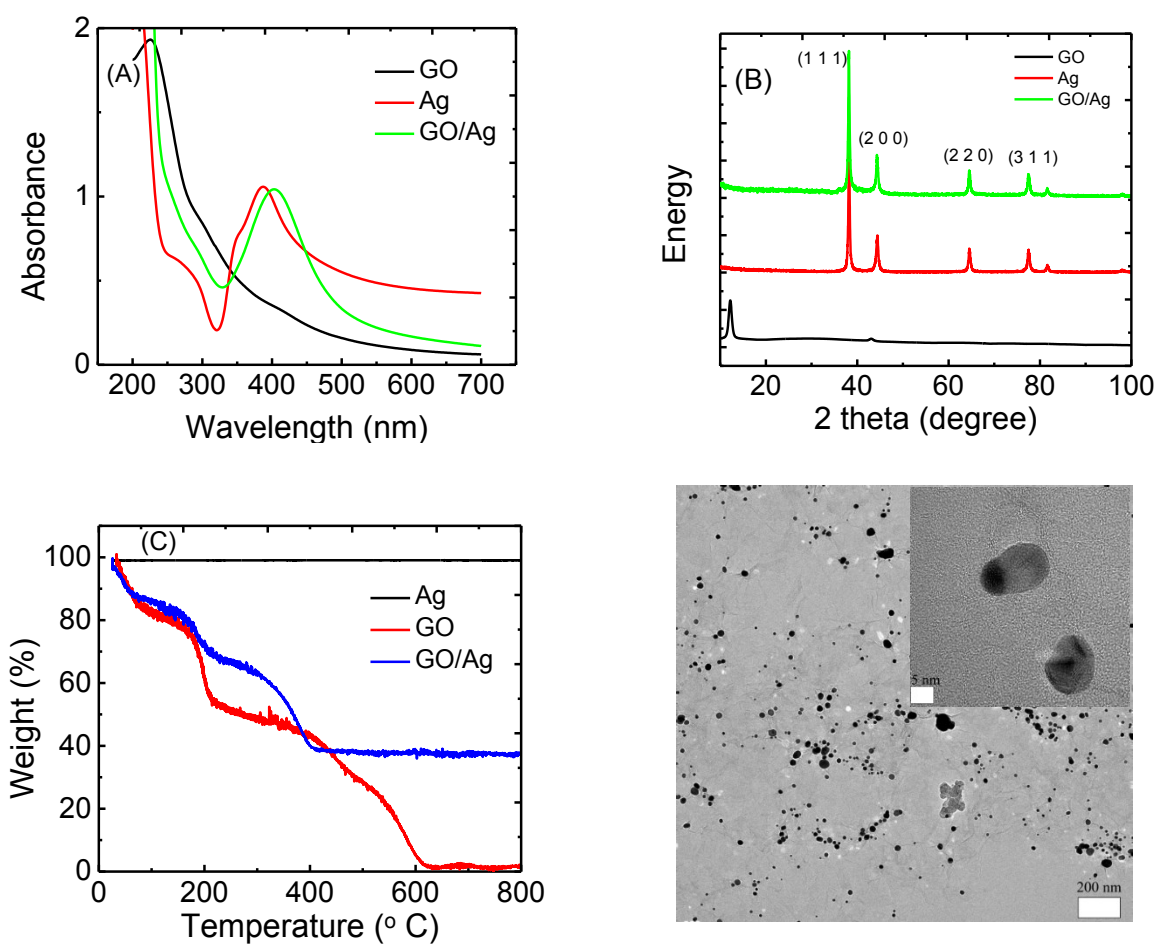 2
1
0
Absorbance
(A)
GO
Ag
GO/Ag
200 300 400 500 600 700
Wavelength (nm)
(B)
(1 1 1)
(2 0 0)
(2 2 0)
(3 1 1)
GO
Ag
GO/Ag
Energy
20 40 60 80 100
2 theta (degree)
(C)
100
80
60
40
20
0
Weight (%)
Ag
GO
GO/Ag
0 200 400 600 800
Temperature (o C)
5 nm
200 nm